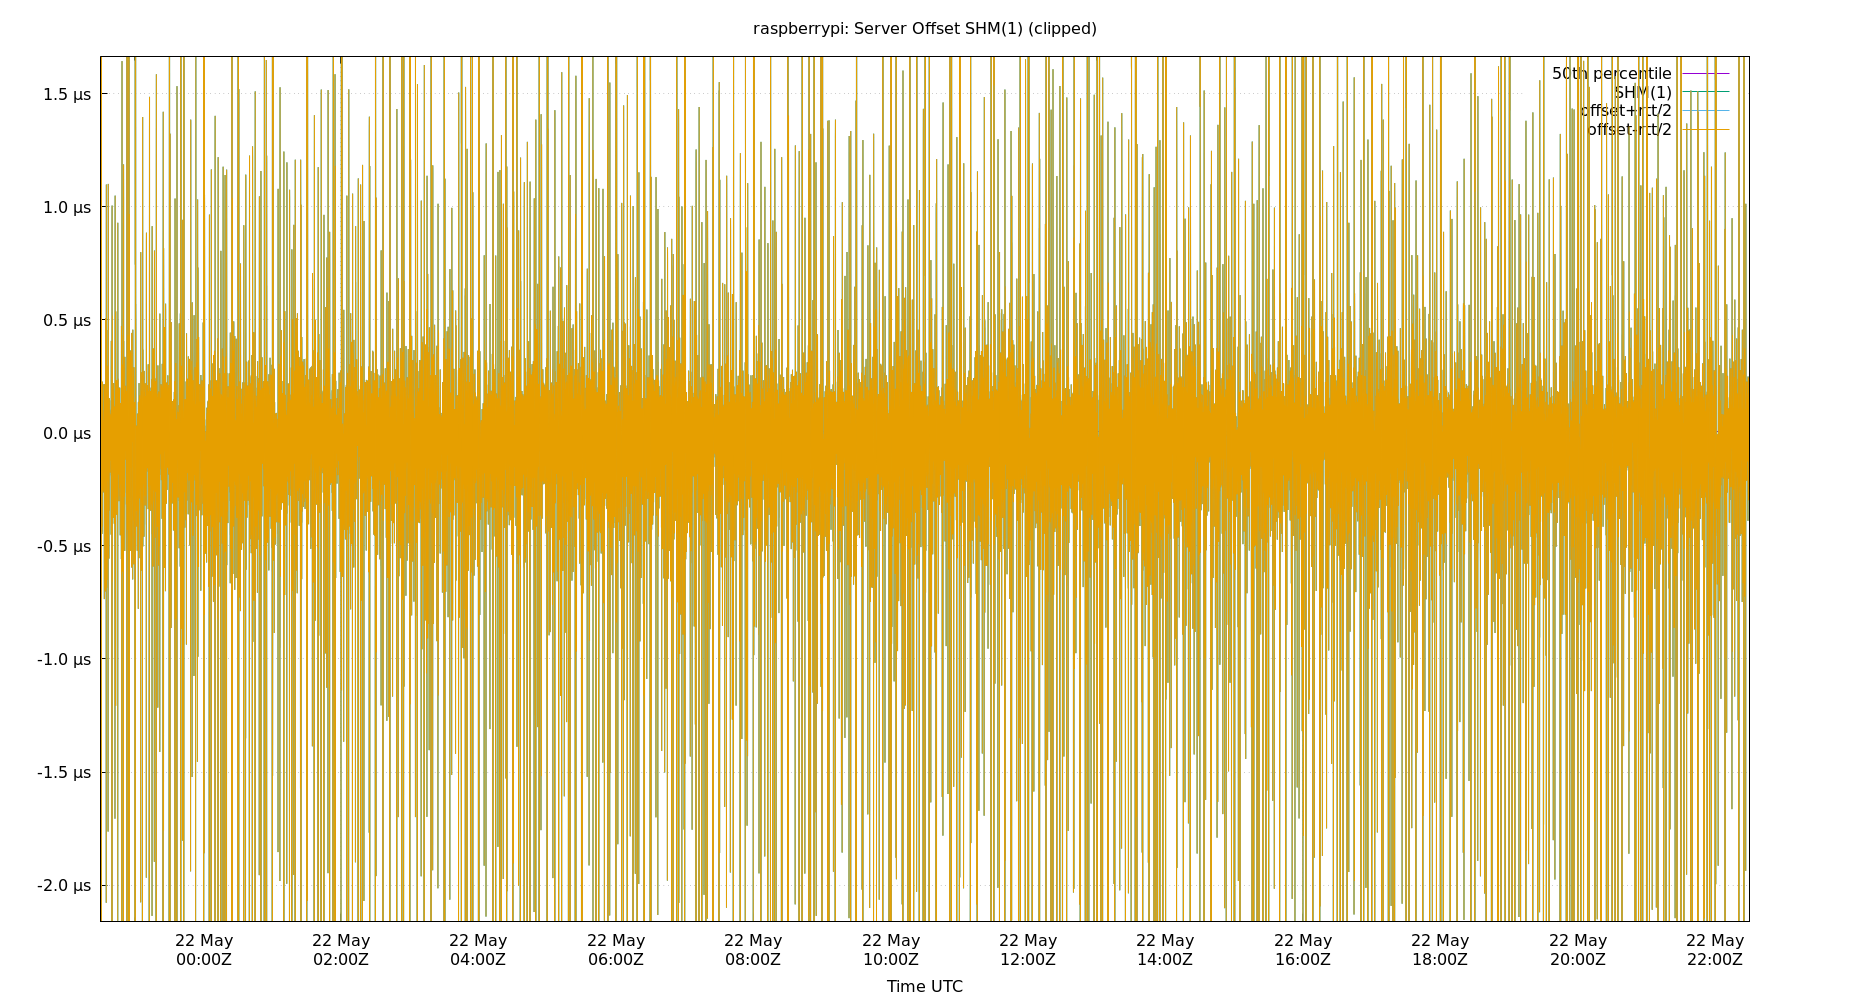 raspberrypi: Server Offset SHM(1) (clipped)
50th percentile
SHM(1)
offset+rtt/2
offset-rtt/2
1.5 µs
1.0 µs
0.5 µs
0.0 µs
-0.5 µs
-1.0 µs
-1.5 µs
-2.0 µs
22 May 22 May 22 May 22 May 22 May 22 May 22 May 22 May 22 May 22 May 22 May 22 May
00:00Z 02:00Z 04:00Z 06:00Z 08:00Z 10:00Z 12:00Z 14:00Z 16:00Z 18:00Z 20:00Z 22:00Z
Time UTC